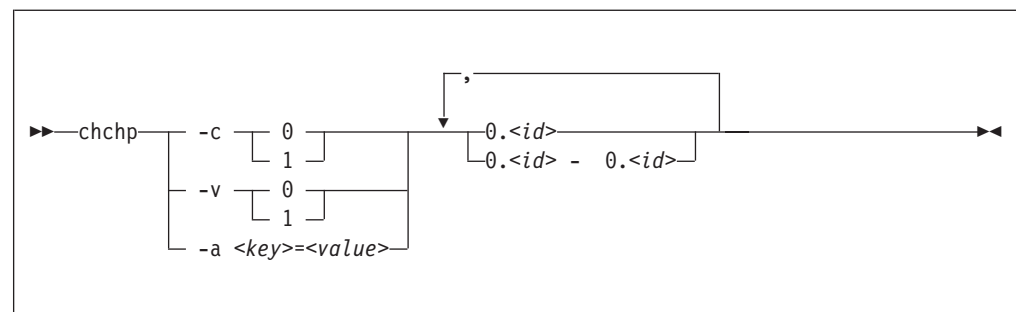 ,
chchp -c 0 0.<id>
1 0.<id> - 0.<id>
-v 0
1
-a <key>=<value>